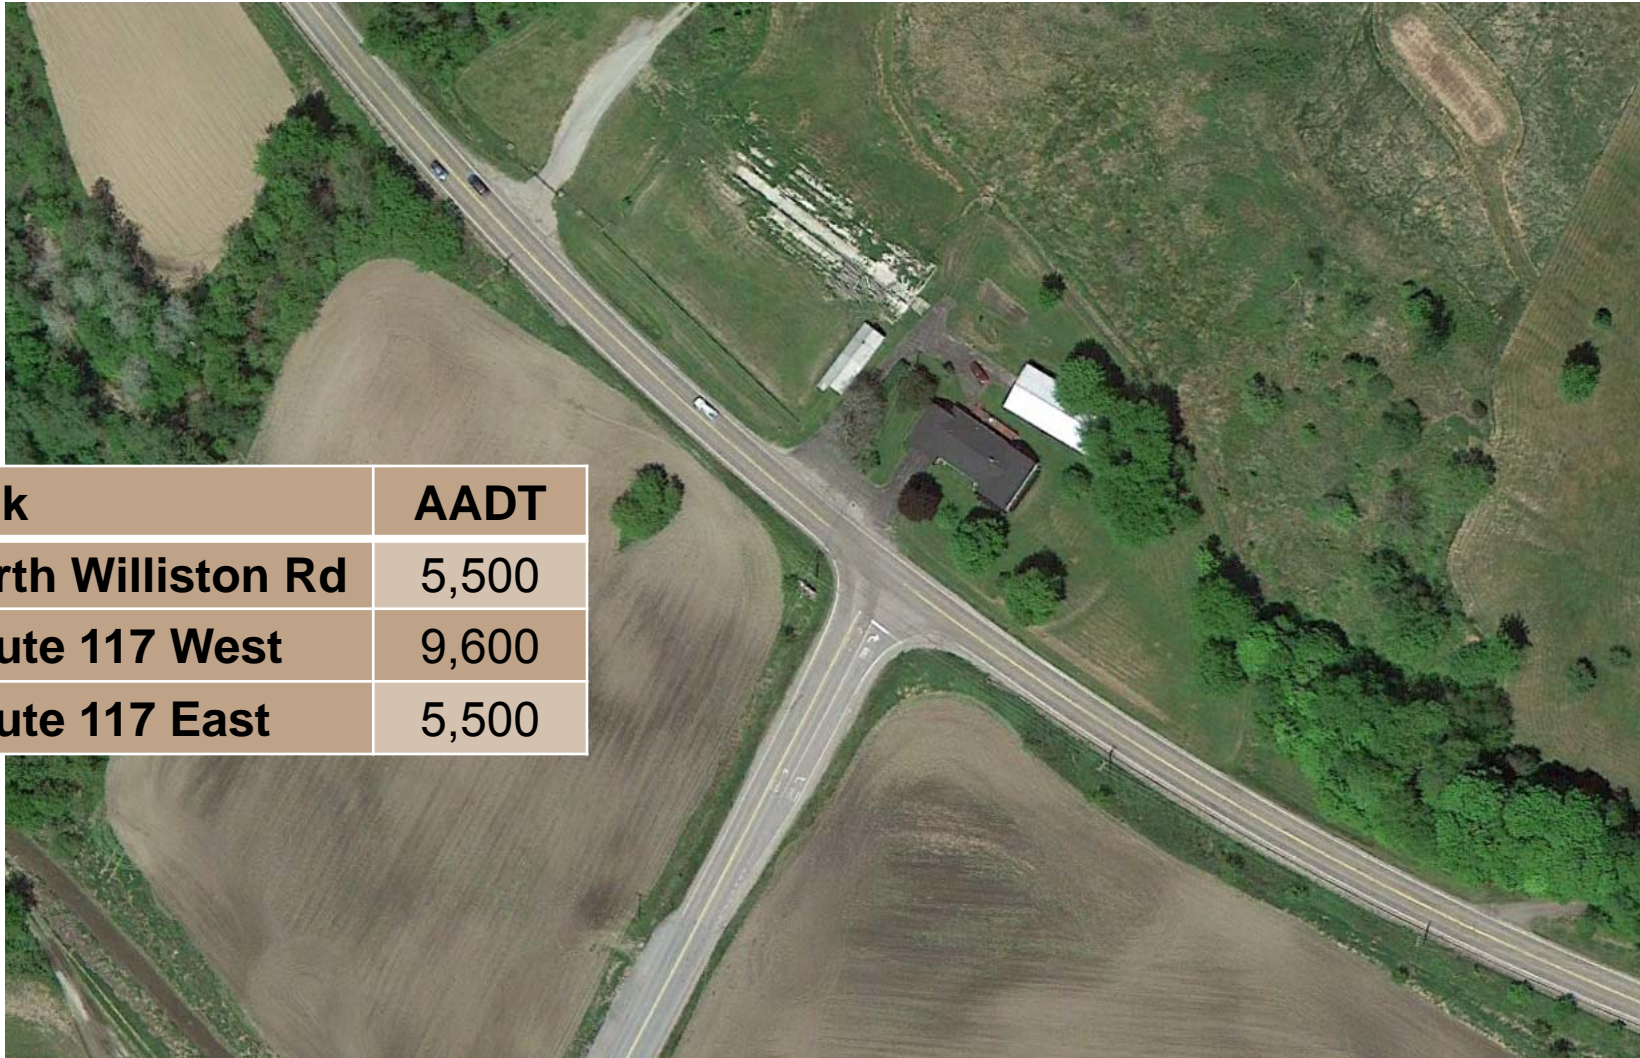 k AADT
rth Williston Rd 5,500
ute 117 West 9,600
ute 117 East 5,500